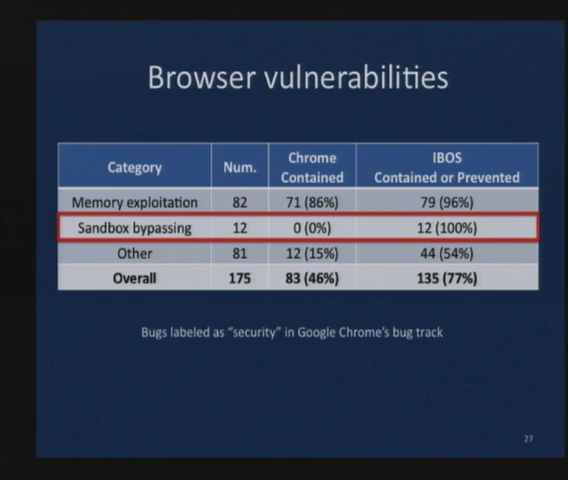 Browser vulnerabilities
Category Num. Chrome Contained IBOS Contained or Prevented
Memory exploitation 82 71 (86%) 79 (96%)
Sandbox bypassing 12 0 (0%) 12 (100%)
Other 81 12 (15%) 44 (54%)
Overall 175 83 (46%) 135 (77%)
Bugs labeled as “security” in Google Chrome’s bug track
27